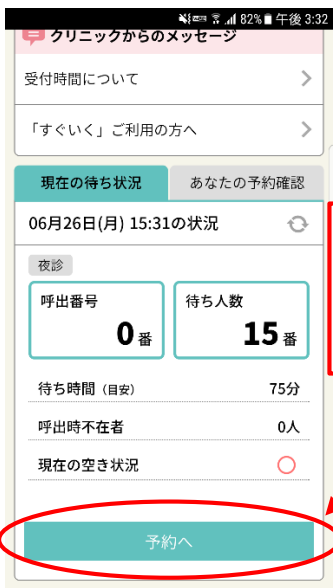 82% 午後 3:32
クリニックからのメッセージ
受付時間について
「すぐいく」ご利用の方へ
現在の待ち状況 あなたの予約確認
06月26日(月) 15:31の状況
夜診
呼出番号 待ち人数
0番 15番
待ち時間（目安） 75分
呼出時不在者 0人
現在の空き状況 ○
予約へ